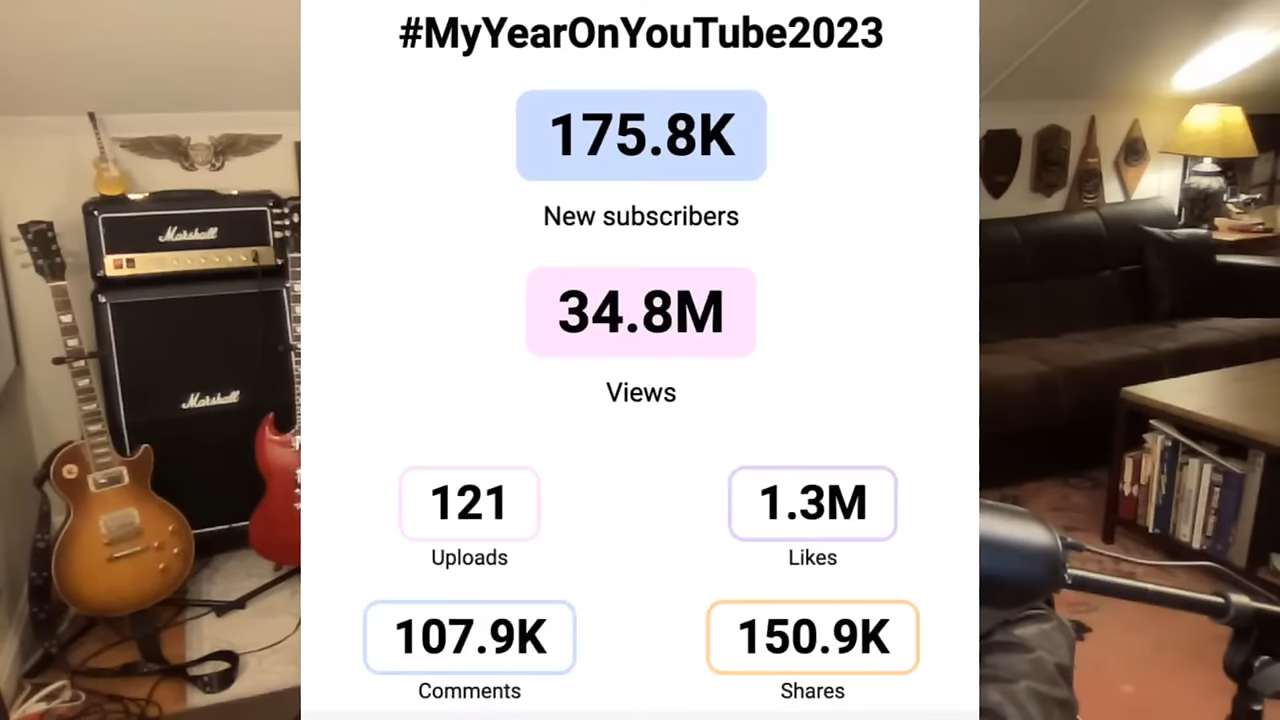 #MyYearOnYouTube2023
175.8K
New subscribers
34.8M
Views
Marshall
Marshall
121
1.3M
Uploads
Likes
107.9K
150.9K
Comments
Shares